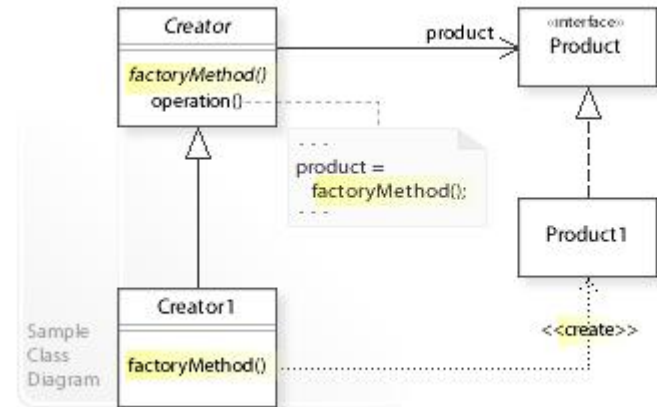 Creator
factoryMethod()
operation()
product
«interface»
Product
. . .
product =
factoryMethod();
. . .
Product1
Creator1
factoryMethod()
<<create>>
Sample
Class
Diagram